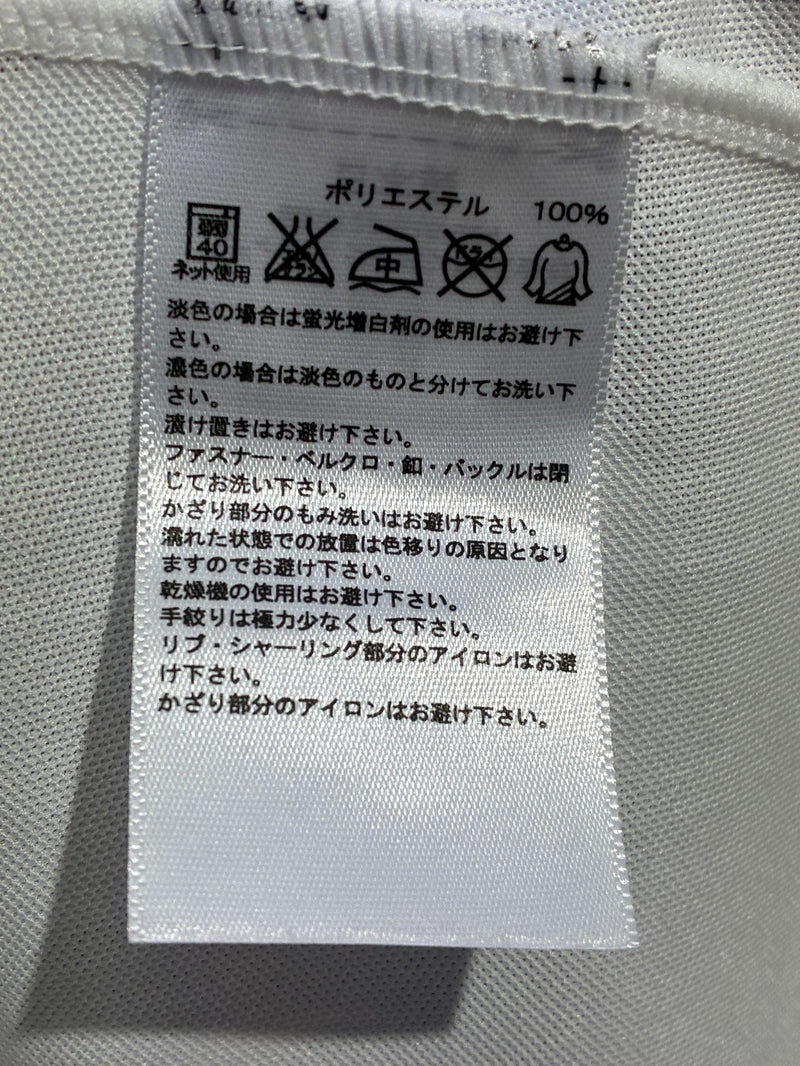 ポリエステル 100%
弱 40 ネット使用 中 ドライ
淡色の場合は蛍光増白剤の使用はお避け下
さい。
濃色の場合は淡色のものと分けてお洗い下
さい。
漬け置きはお避け下さい。
ファスナー・ベルクロ・釦・バックルは閉
じてお洗い下さい。
かざり部分のもみ洗いはお避け下さい。
濡れた状態での放置は色移りの原因となり
ますのでお避け下さい。
乾燥機の使用はお避け下さい。
手絞りは極力少なくして下さい。
リブ・シャーリング部分のアイロンはお避
け下さい。
かざり部分のアイロンはお避け下さい。